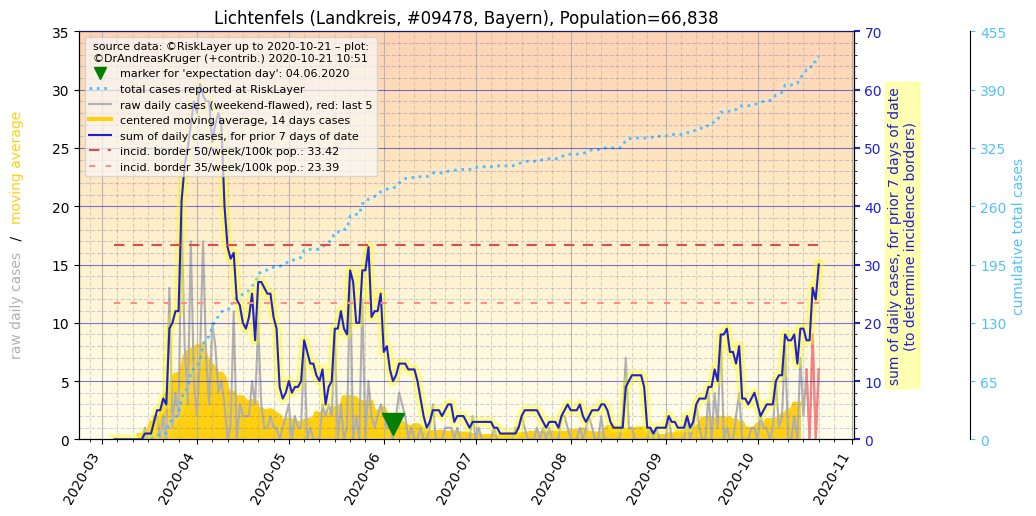 Lichtenfels (Landkreis, #09478, Bayern), Population=66,838
source data: ©RiskLayer up to 2020-10-21 – plot:
©DrAndreasKruger (+contrib.) 2020-10-21 10:51
marker for 'expectation day': 04.06.2020
total cases reported at RiskLayer
raw daily cases (weekend-flawed), red: last 5
centered moving average, 14 days cases
sum of daily cases, for prior 7 days of date
incid. border 50/week/100k pop.: 33.42
incid. border 35/week/100k pop.: 23.39
raw daily cases / moving average
35
30
25
20
15
10
5
0
2020-03
2020-04
2020-05
2020-06
2020-07
2020-08
2020-09
2020-10
2020-11
70
60
50
40
30
20
10
0
sum of daily cases, for prior 7 days of date
(to determine incidence borders)
455
390
325
260
195
130
65
0
cumulative total cases